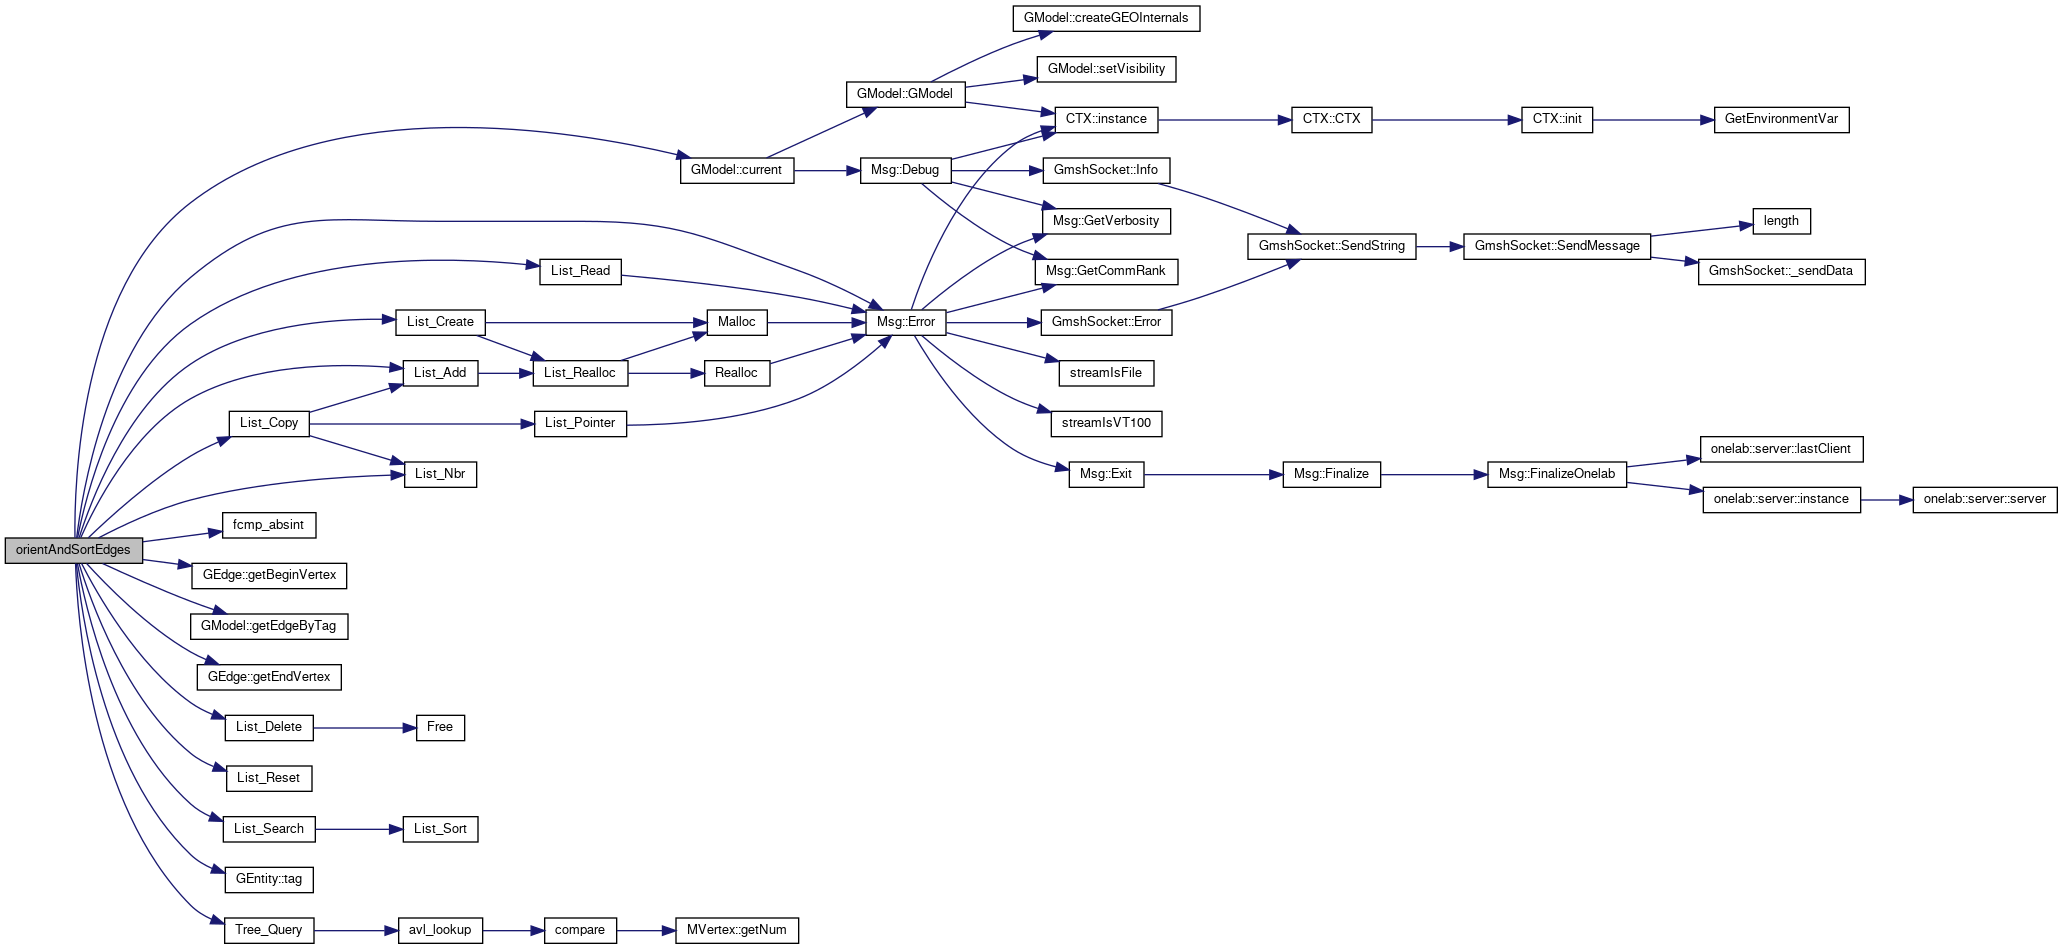 GModel::createGEOInternals
GModel::setVisibility
GModel::GModel
CTX::instance
CTX::CTX
CTX::init
GetEnvironmentVar
GModel::current
Msg::Debug
GmshSocket::Info
Msg::GetVerbosity
length
GmshSocket::SendString
GmshSocket::SendMessage
List_Read
Msg::GetCommRank
GmshSocket::_sendData
List_Create
Malloc
Msg::Error
GmshSocket::Error
List_Add
List_Realloc
Realloc
streamIsFile
List_Copy
List_Pointer
streamIsVT100
onelab::server::lastClient
List_Nbr
Msg::Exit
Msg::Finalize
Msg::FinalizeOnelab
onelab::server::instance
onelab::server::server
fcmp_absint
orientAndSortEdges
GEdge::getBeginVertex
GModel::getEdgeByTag
GEdge::getEndVertex
List_Delete
Free
List_Reset
List_Search
List_Sort
GEntity::tag
Tree_Query
avl_lookup
compare
MVertex::getNum